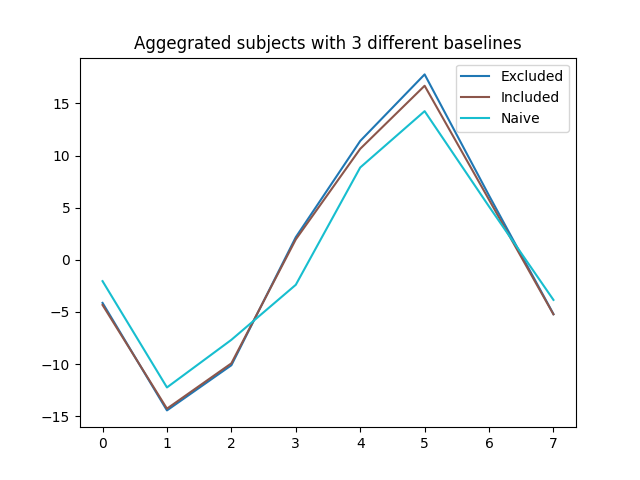 Aggegrated subjects with 3 different baselines
Excluded
Included
Naive
15
10
5
0
−5
−10
−15
0 1 2 3 4 5 6 7